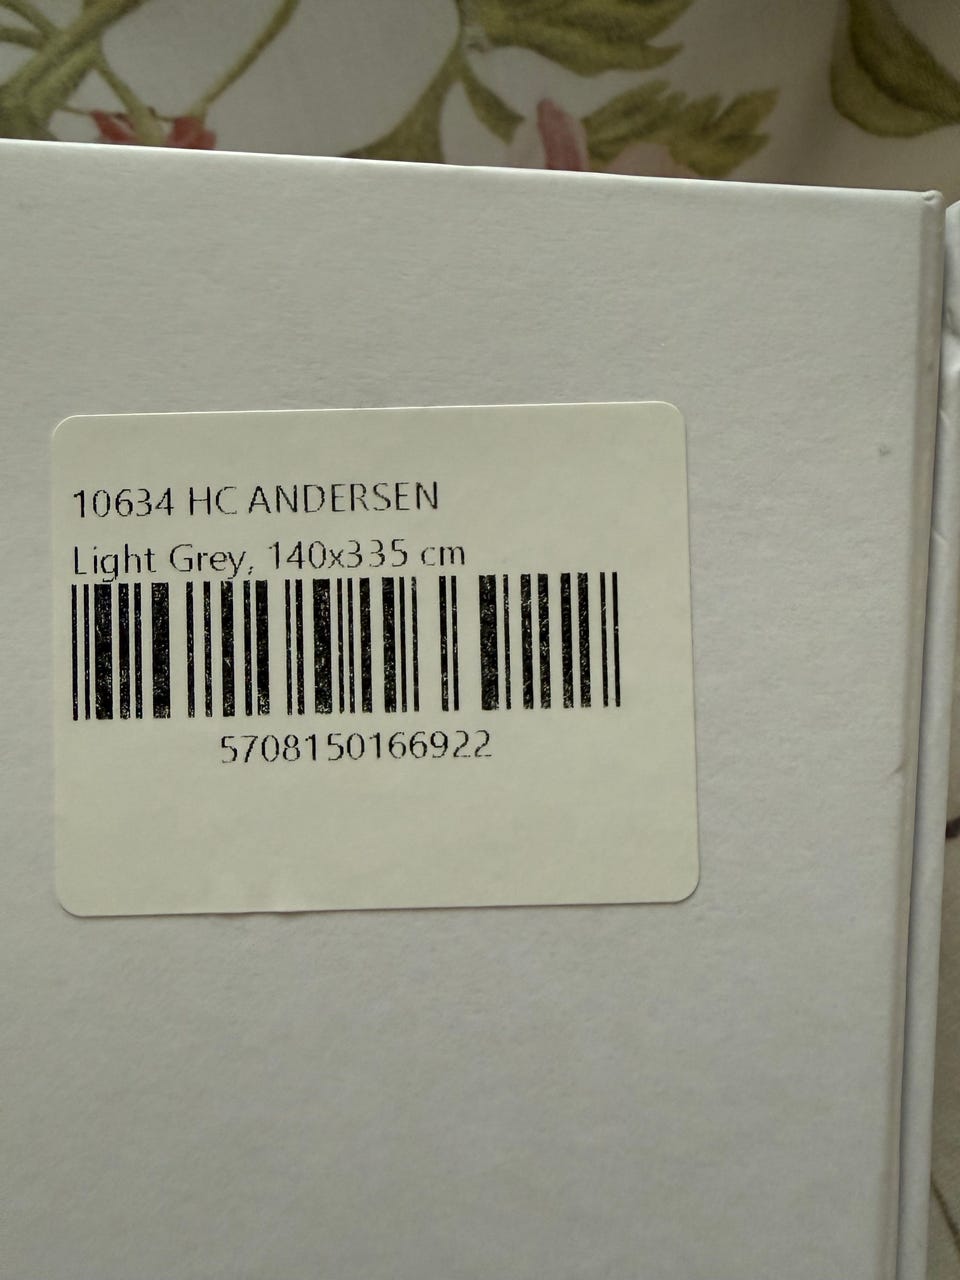 10634 HC ANDERSEN
Light Grey, 140x335 cm
5708150166922